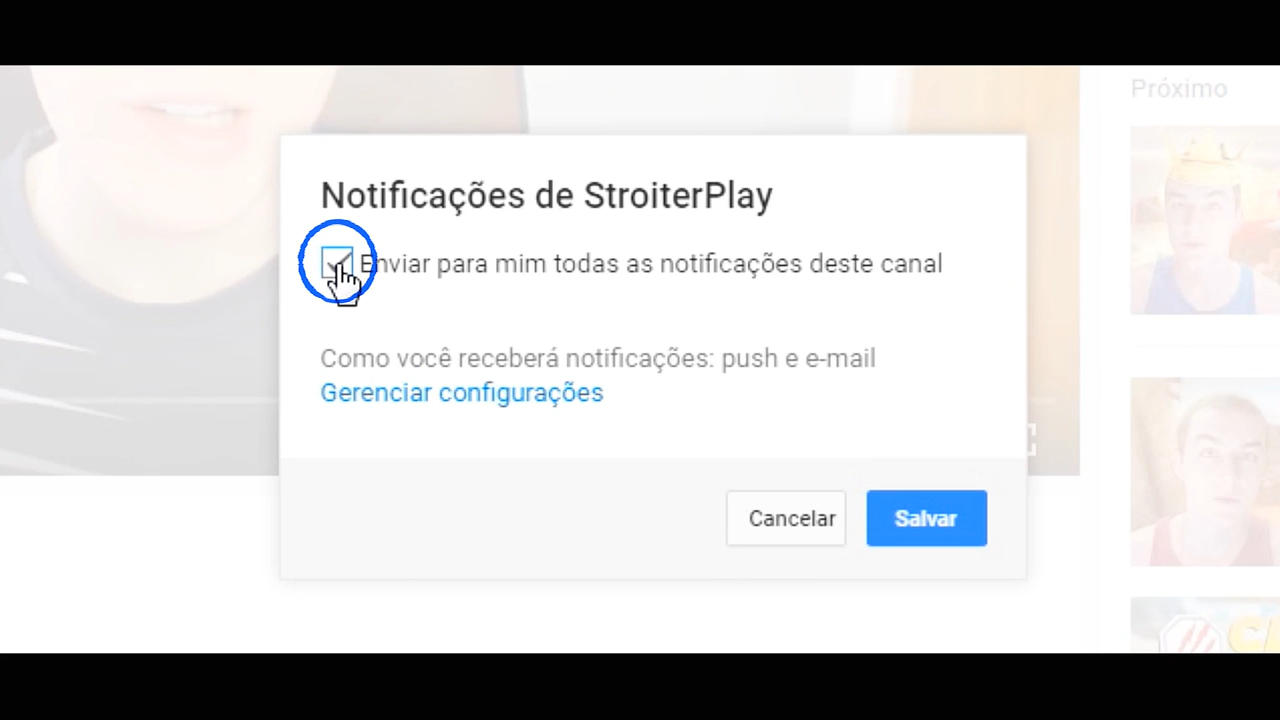 Próximo
Notificações de StroiterPlay
Enviar para mim todas as notificações deste canal
Como você receberá notificações: push e e-mail
Gerenciar configurações
Cancelar
Salvar